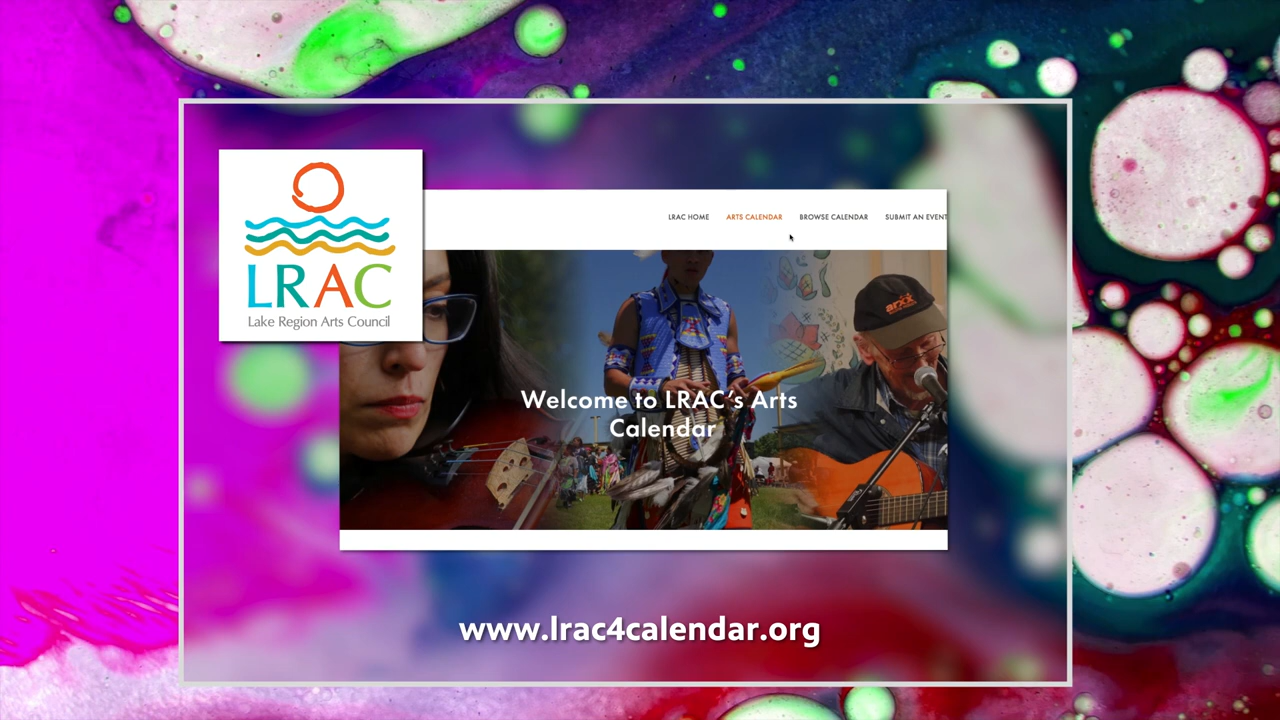 LRAC
Lake Region Arts Council
LRAC HOME ARTS CALENDAR BROWSE CALENDAR SUBMIT AN EVENT
arxx
Welcome to LRAC's Arts
Calendar
www.lrac4calendar.org